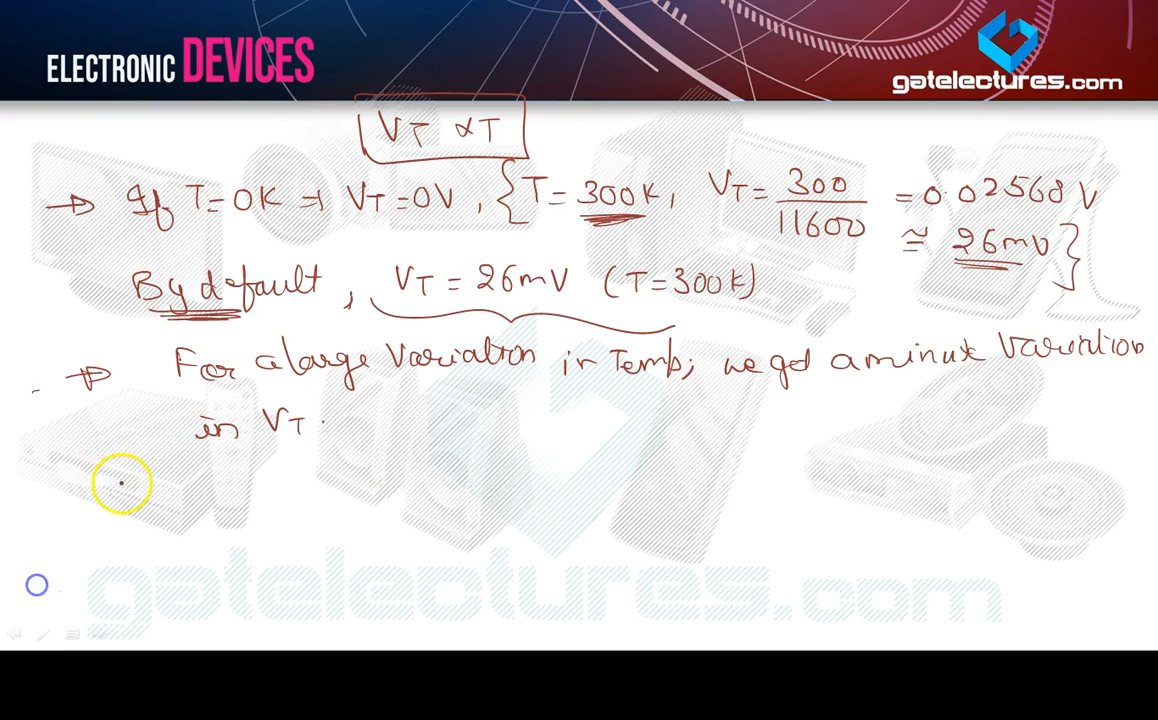 ELECTRONIC DEVICES
gatelectures.com
VT ∝ T
→ If T=0K ⇒ VT=0V, {T=300K, VT= 300/11600 = 0.02568 V
≅ 26mV}
By default, VT = 26mV (T=300K)
→ For a large Variation in Temp; we get a minute Variation
in VT.
gatelectures.com